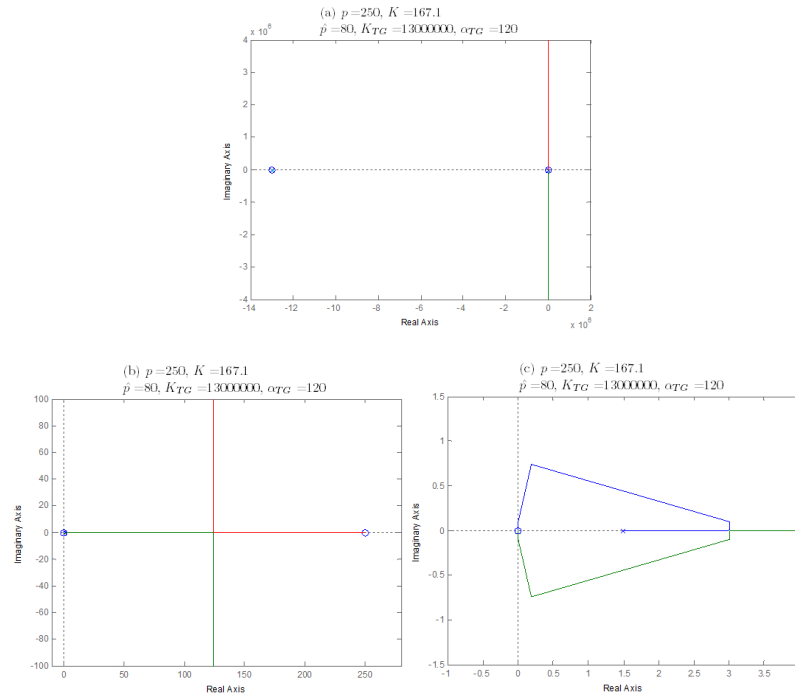 (a) p =250, K =167.1
p̂ =80, K_TG =13000000, α_TG =120
x 10^6
4
3
2
1
0
-1
-2
-3
-4
Imaginary Axis
-14 -12 -10 -8 -6 -4 -2 0 2
Real Axis
x 10^6
(b) p =250, K =167.1
p̂ =80, K_TG =13000000, α_TG =120
100
80
60
40
20
0
-20
-40
-60
-80
-100
Imaginary Axis
0 50 100 150 200 250
Real Axis
(c) p =250, K =167.1
p̂ =80, K_TG =13000000, α_TG =120
1.5
1
0.5
0
-0.5
-1
-1.5
Imaginary Axis
-1 -0.5 0 0.5 1 1.5 2 2.5 3 3.5
Real Axis